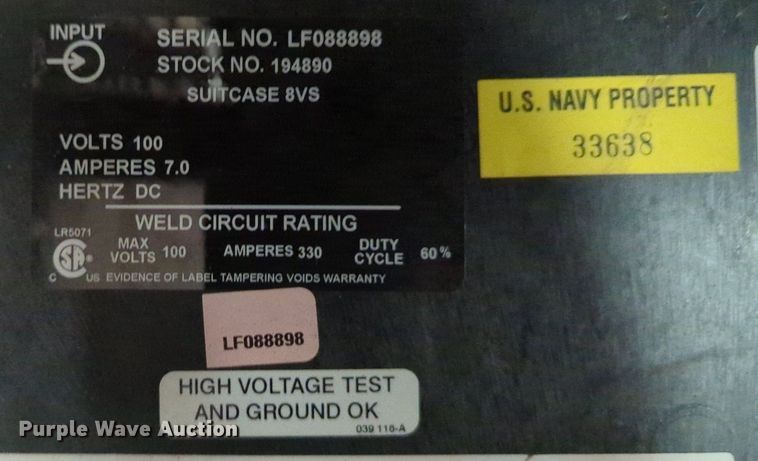 INPUT
SERIAL NO. LF088898
STOCK NO. 194890
SUITCASE 8VS
VOLTS 100
AMPERES 7.0
HERTZ DC
WELD CIRCUIT RATING
LR5071
MAX VOLTS 100 AMPERES 330 DUTY CYCLE 60%
SA ®
C US EVIDENCE OF LABEL TAMPERING VOIDS WARRANTY
U.S. NAVY PROPERTY
33638
LF088898
HIGH VOLTAGE TEST
AND GROUND OK
039 118-A
Purple Wave Auction